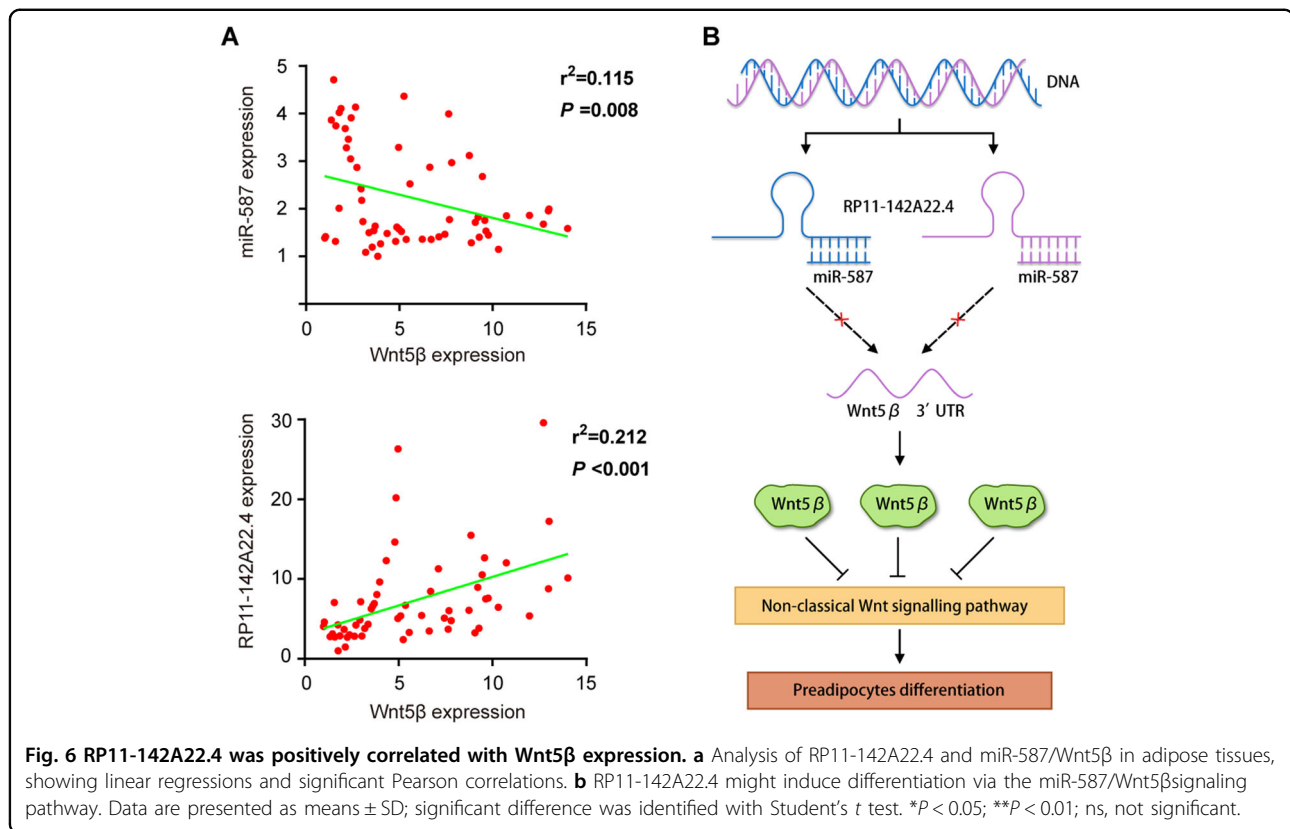 A
5
4
3
2
1
miR-587 expression
r²=0.115
P =0.008
0 5 10 15
Wnt5β expression
30
20
10
0
RP11-142A22.4 expression
r²=0.212
P <0.001
0 5 10 15
Wnt5β expression
B
DNA
RP11-142A22.4
miR-587 miR-587
Wnt5β 3′ UTR
Wnt5β Wnt5β Wnt5β
Non-classical Wnt signalling pathway
Preadipocytes differentiation
Fig. 6 RP11-142A22.4 was positively correlated with Wnt5β expression. a Analysis of RP11-142A22.4 and miR-587/Wnt5β in adipose tissues,
showing linear regressions and significant Pearson correlations. b RP11-142A22.4 might induce differentiation via the miR-587/Wnt5βsignaling
pathway. Data are presented as means ± SD; significant difference was identified with Student's t test. *P < 0.05; **P < 0.01; ns, not significant.